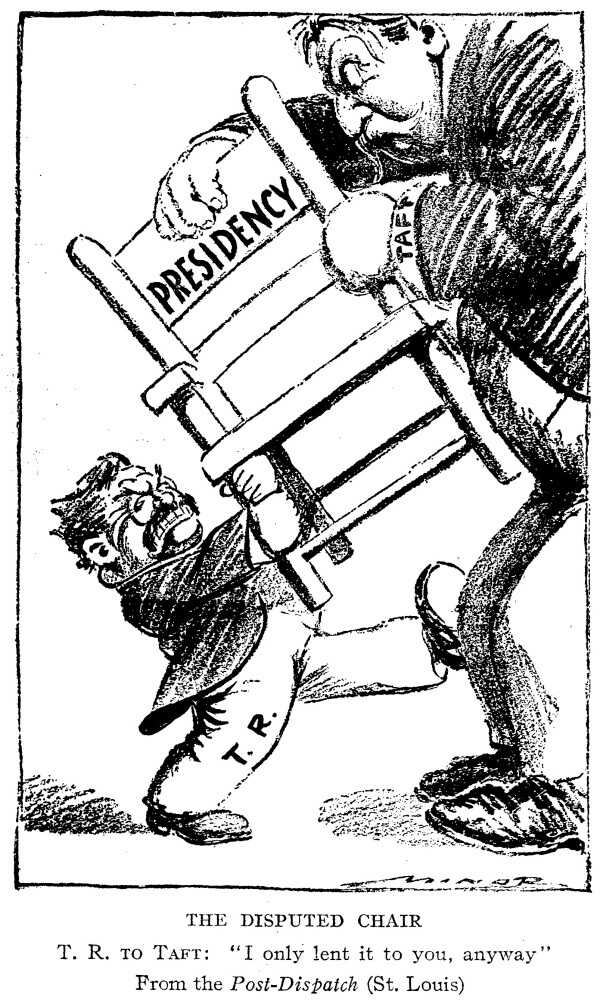 PRESIDENCY
TAFT
T. R.
MINOR
THE DISPUTED CHAIR
T. R. TO TAFT: "I only lent it to you, anyway"
From the Post-Dispatch (St. Louis)